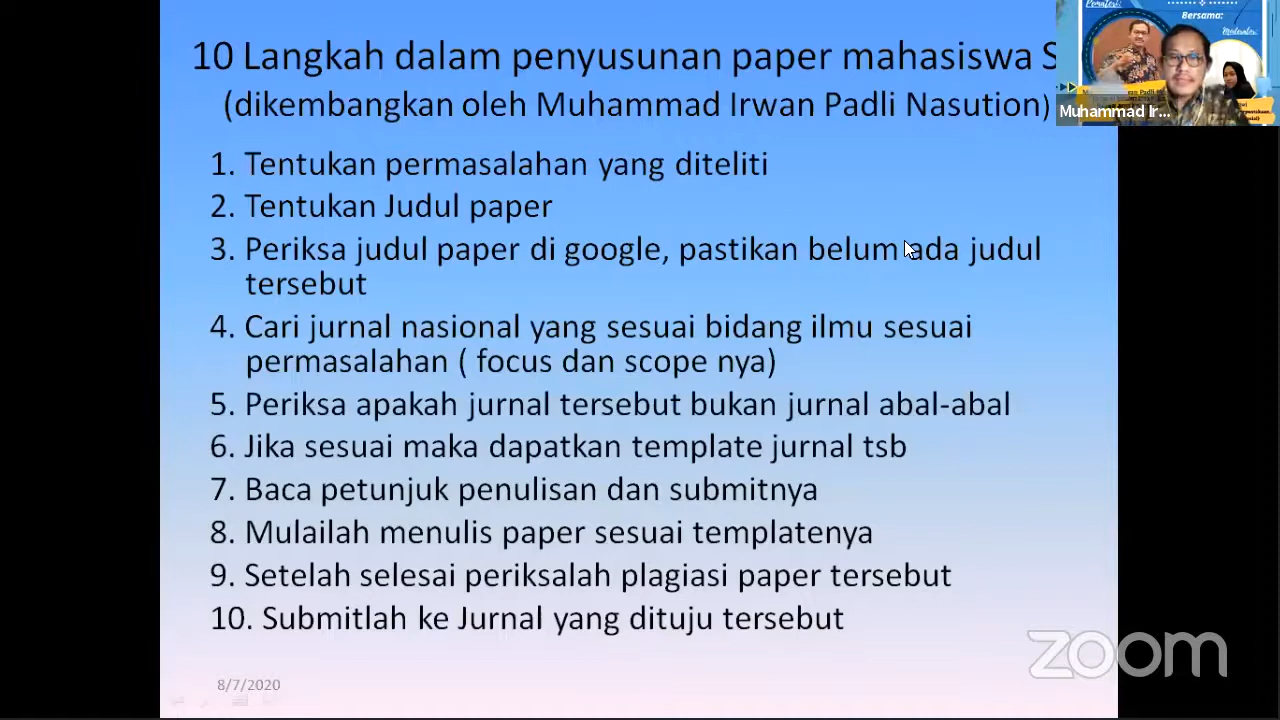 10 Langkah dalam penyusunan paper mahasiswa S
(dikembangkan oleh Muhammad Irwan Padli Nasution)
1. Tentukan permasalahan yang diteliti
2. Tentukan Judul paper
3. Periksa judul paper di google, pastikan belum ada judul
tersebut
4. Cari jurnal nasional yang sesuai bidang ilmu sesuai
permasalahan ( focus dan scope nya)
5. Periksa apakah jurnal tersebut bukan jurnal abal-abal
6. Jika sesuai maka dapatkan template jurnal tsb
7. Baca petunjuk penulisan dan submitnya
8. Mulailah menulis paper sesuai templatenya
9. Setelah selesai periksalah plagiasi paper tersebut
10. Submitlah ke Jurnal yang dituju tersebut
8/7/2020
Pemateri:
Bersama:
Moderator:
Muhammad Ir...
zoom